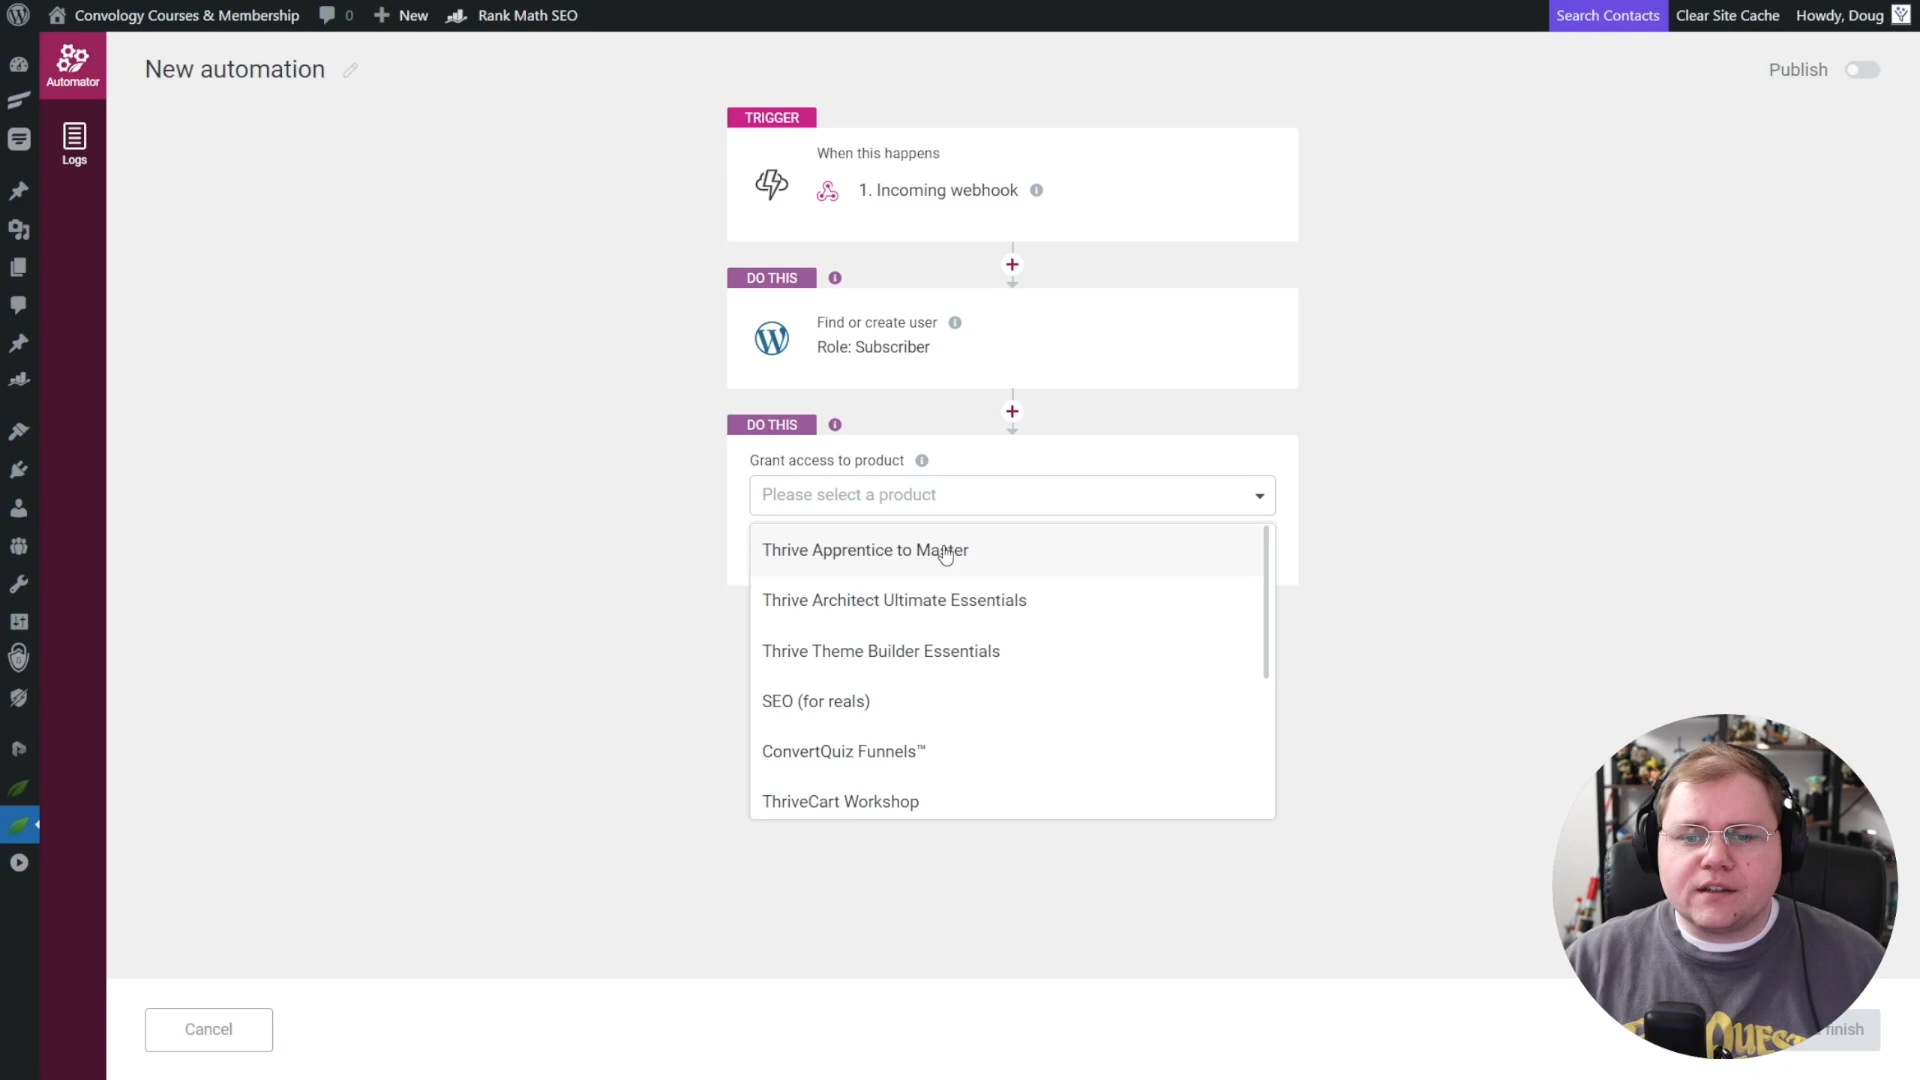 Convology Courses & Membership
0
New
Rank Math SEO
Search Contacts
Clear Site Cache
Howdy, Doug
Automator
Logs
New automation
Publish
TRIGGER
When this happens
1. Incoming webhook
DO THIS
Find or create user
Role: Subscriber
DO THIS
Grant access to product
Please select a product
Thrive Apprentice to Master
Thrive Architect Ultimate Essentials
Thrive Theme Builder Essentials
SEO (for reals)
ConvertQuiz Funnels™
ThriveCart Workshop
Cancel